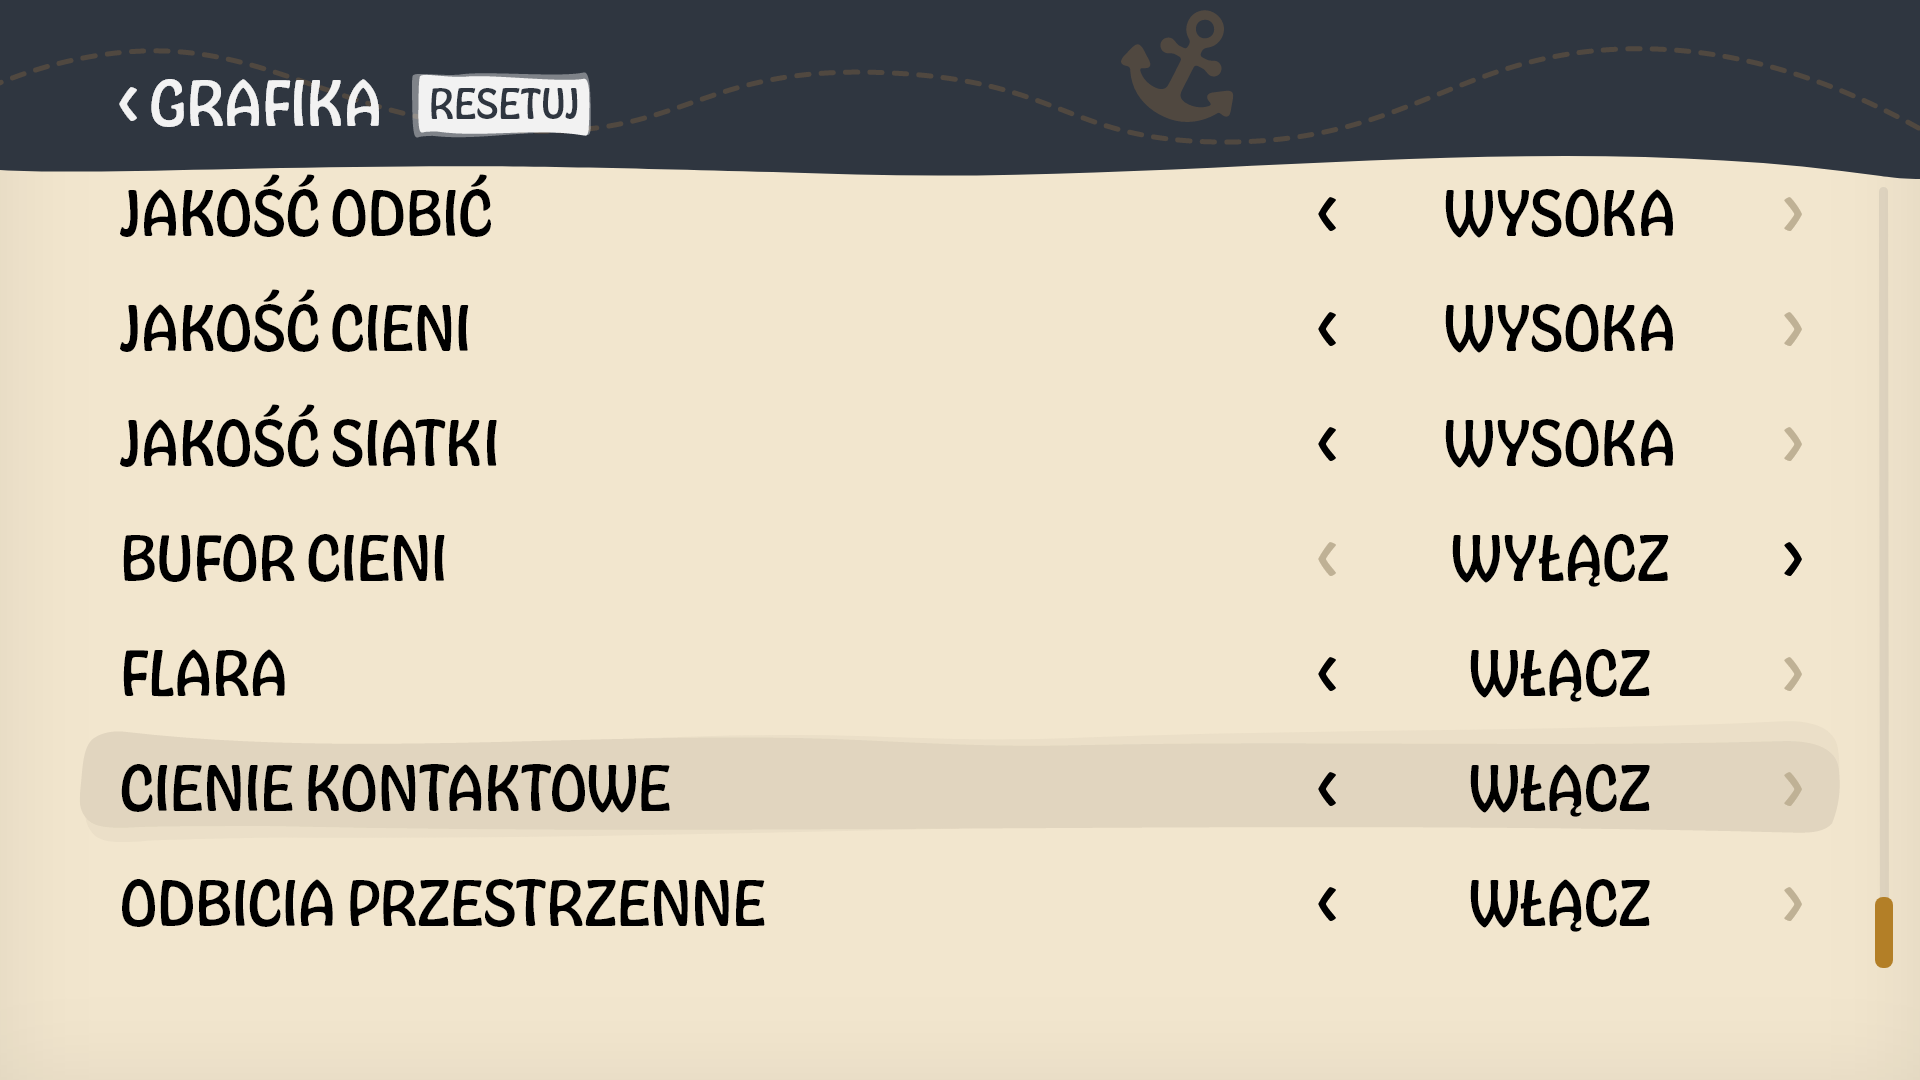 GRAFIKA RESETUJ
JAKOŚĆ ODBIĆ WYSOKA
JAKOŚĆ CIENI WYSOKA
JAKOŚĆ SIATKI WYSOKA
BUFOR CIENI WYŁĄCZ
FLARA WŁĄCZ
CIENIE KONTAKTOWE WŁĄCZ
ODBICIA PRZESTRZENNE WŁĄCZ